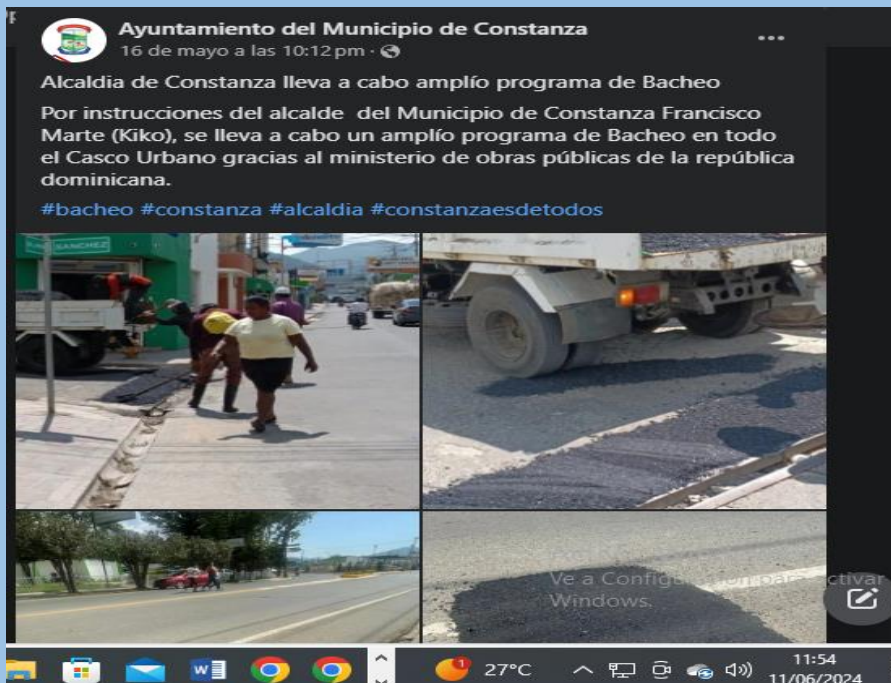 Ayuntamiento del Municipio de Constanza
16 de mayo a las 10:12 pm ·
Alcaldia de Constanza lleva a cabo amplío programa de Bacheo
Por instrucciones del alcalde del Municipio de Constanza Francisco
Marte (Kiko), se lleva a cabo un amplío programa de Bacheo en todo
el Casco Urbano gracias al ministerio de obras públicas de la república
dominicana.
#bacheo #constanza #alcaldia #constanzaesdetodos
SANCHEZ
Ve a Configuración para activar
Windows.
1
27°C
11:54
11/06/2024